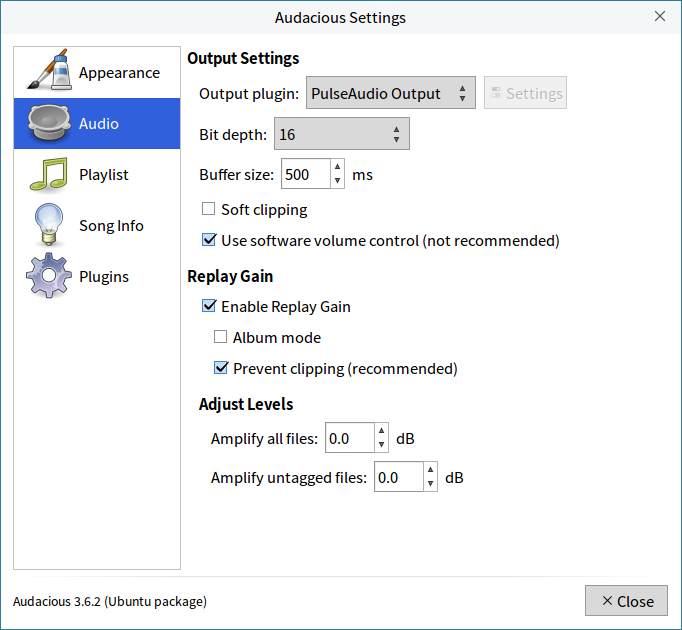 Audacious Settings
Appearance
Audio
Playlist
Song Info
Plugins
Output Settings
Output plugin: PulseAudio Output Settings
Bit depth: 16
Buffer size: 500 ms
Soft clipping
Use software volume control (not recommended)
Replay Gain
Enable Replay Gain
Album mode
Prevent clipping (recommended)
Adjust Levels
Amplify all files: 0.0 dB
Amplify untagged files: 0.0 dB
Audacious 3.6.2 (Ubuntu package)
Close